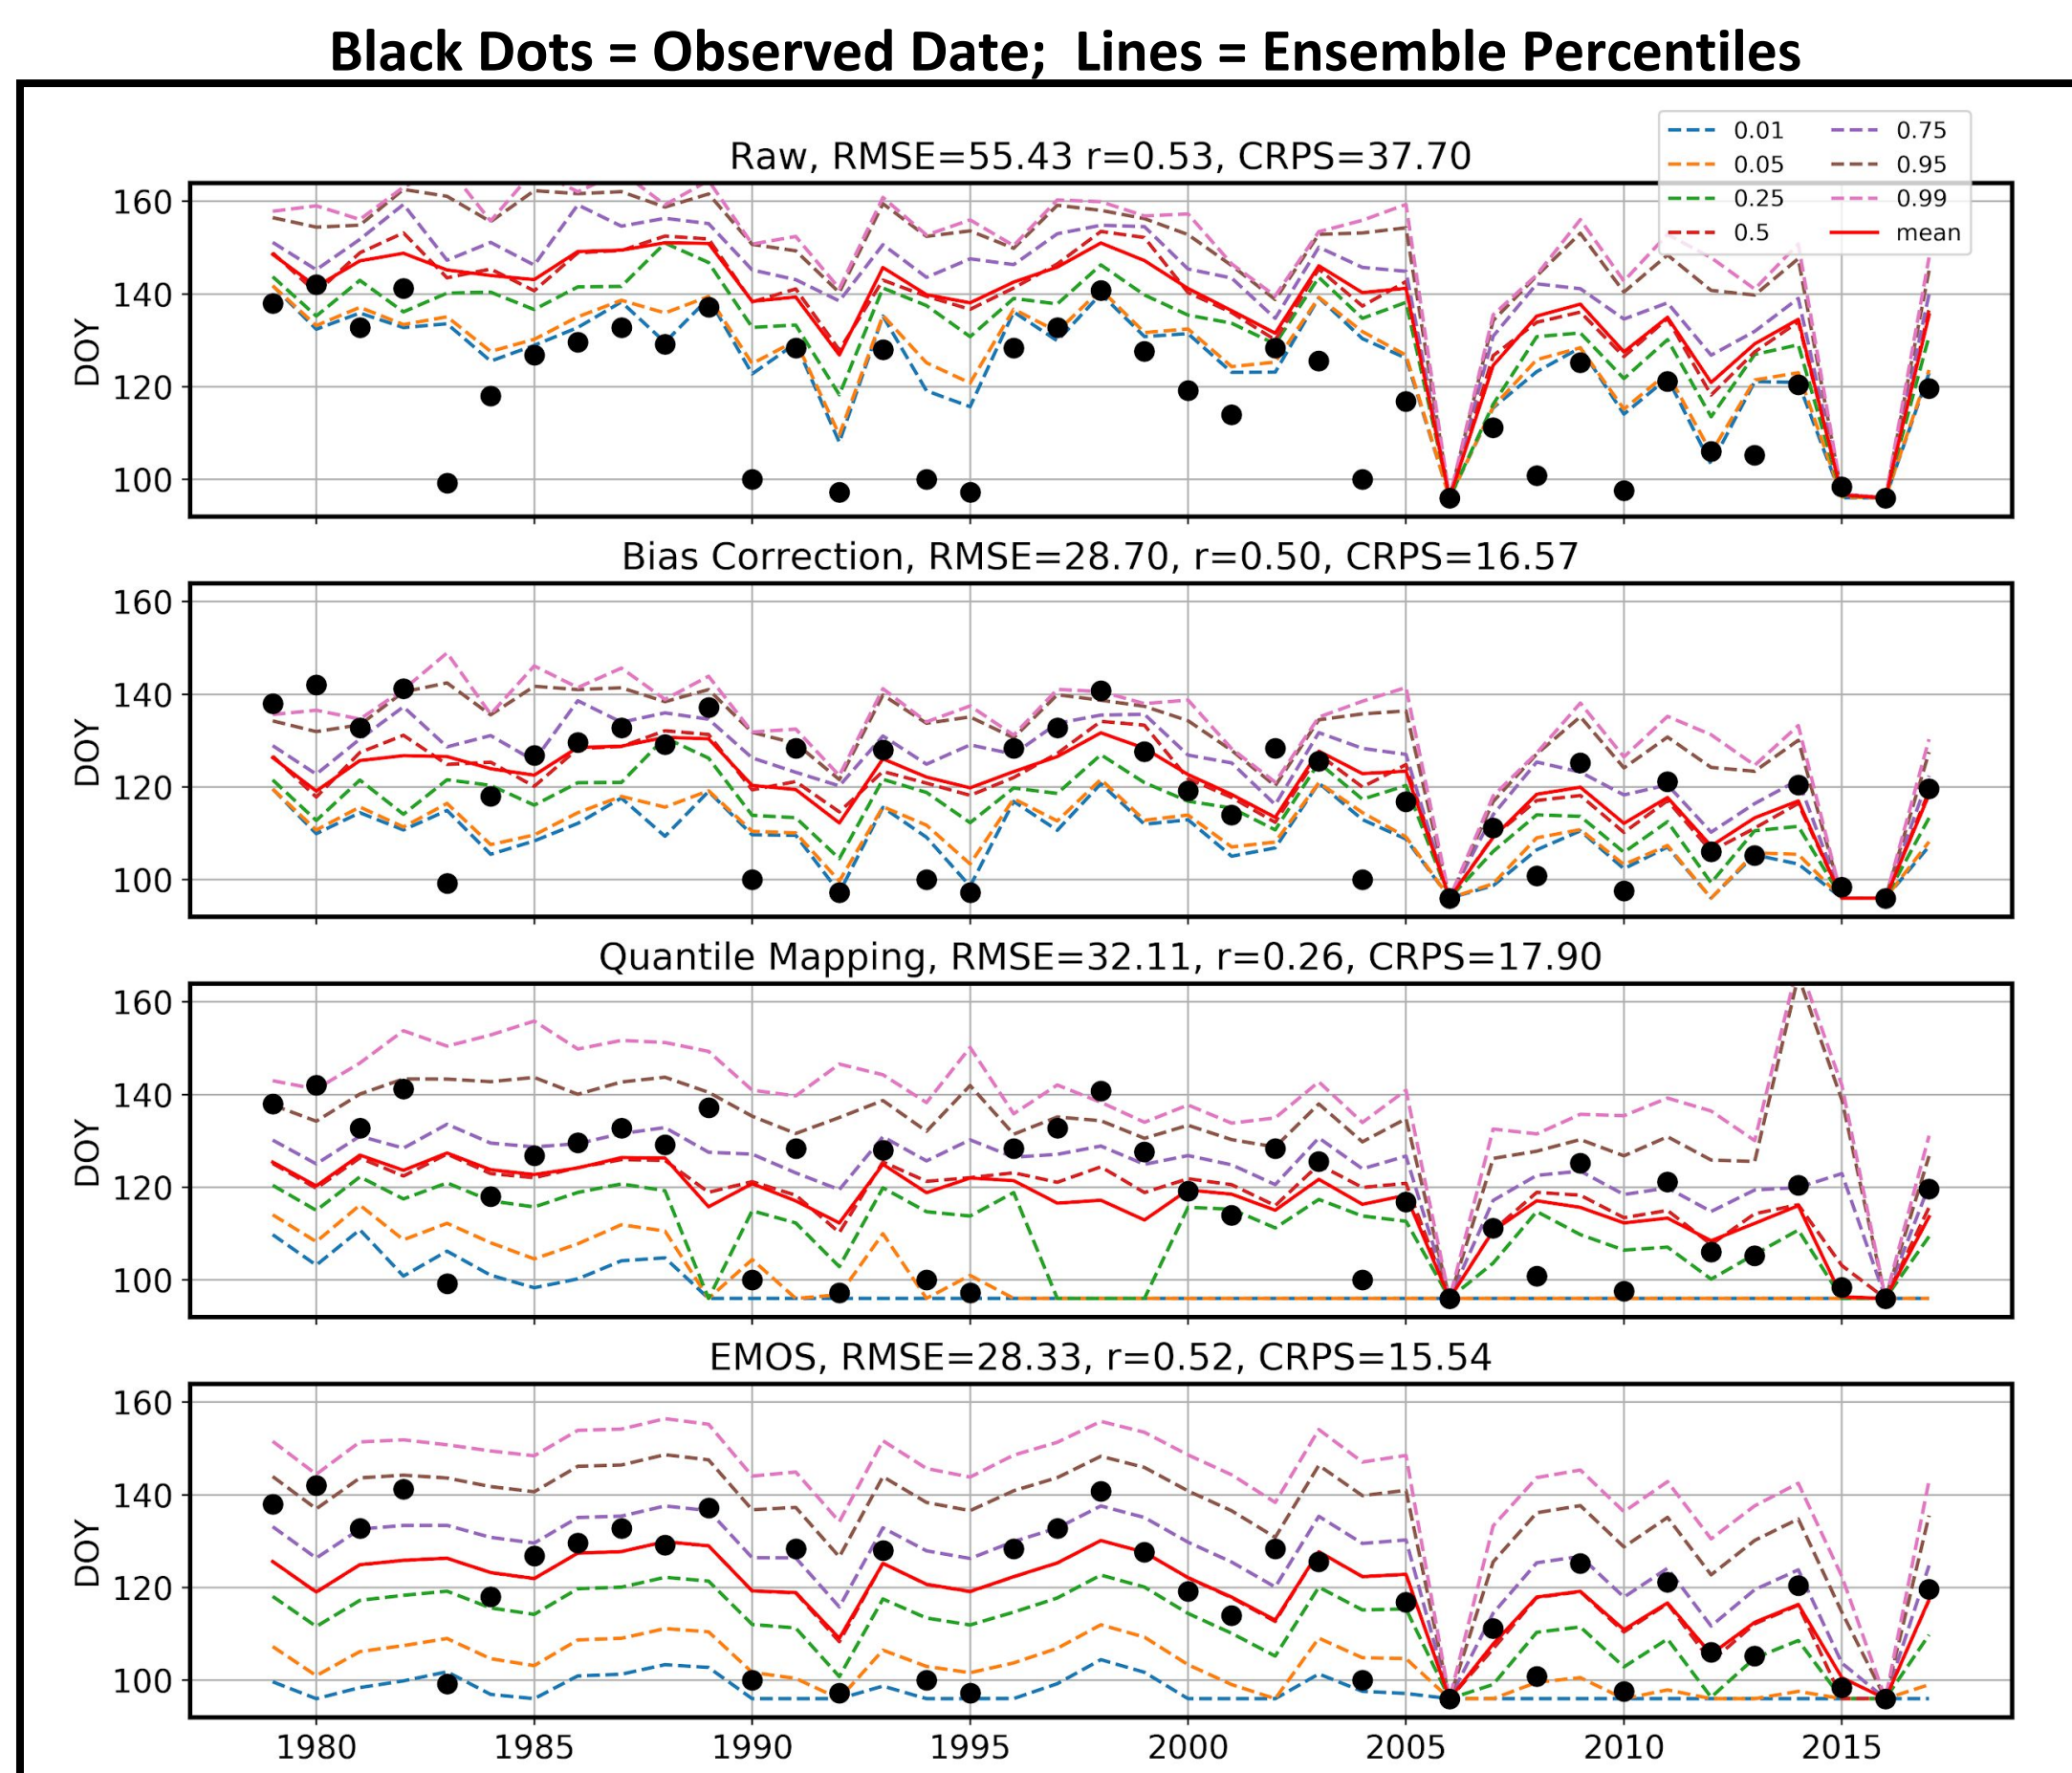 Black Dots = Observed Date;  Lines = Ensemble Percentiles
Raw, RMSE=55.43 r=0.53, CRPS=37.70
0.01 0.75
0.05 0.95
0.25 0.99
0.5 mean
160
140
120
100
DOY
Bias Correction, RMSE=28.70, r=0.50, CRPS=16.57
160
140
120
100
DOY
Quantile Mapping, RMSE=32.11, r=0.26, CRPS=17.90
160
140
120
100
DOY
EMOS, RMSE=28.33, r=0.52, CRPS=15.54
160
140
120
100
DOY
1980 1985 1990 1995 2000 2005 2010 2015